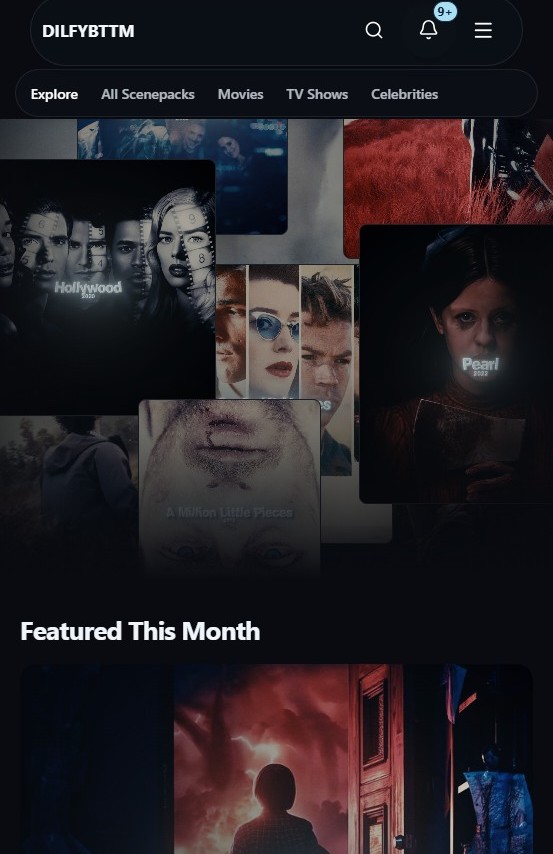 DILFYBTTM
9+
Explore All Scenepacks Movies TV Shows Celebrities
Hollywood
2020
Pearl
2022
A Million Little Pieces
Featured This Month